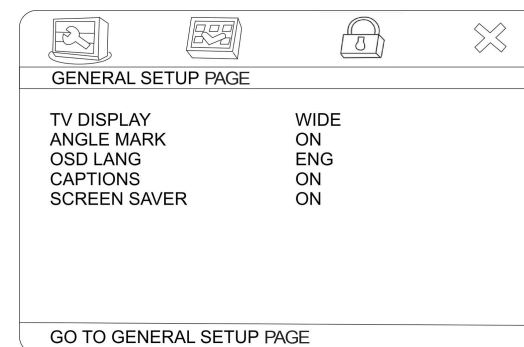 GENERAL SETUP PAGE
TV DISPLAY WIDE
ANGLE MARK ON
OSD LANG ENG
CAPTIONS ON
SCREEN SAVER ON
GO TO GENERAL SETUP PAGE